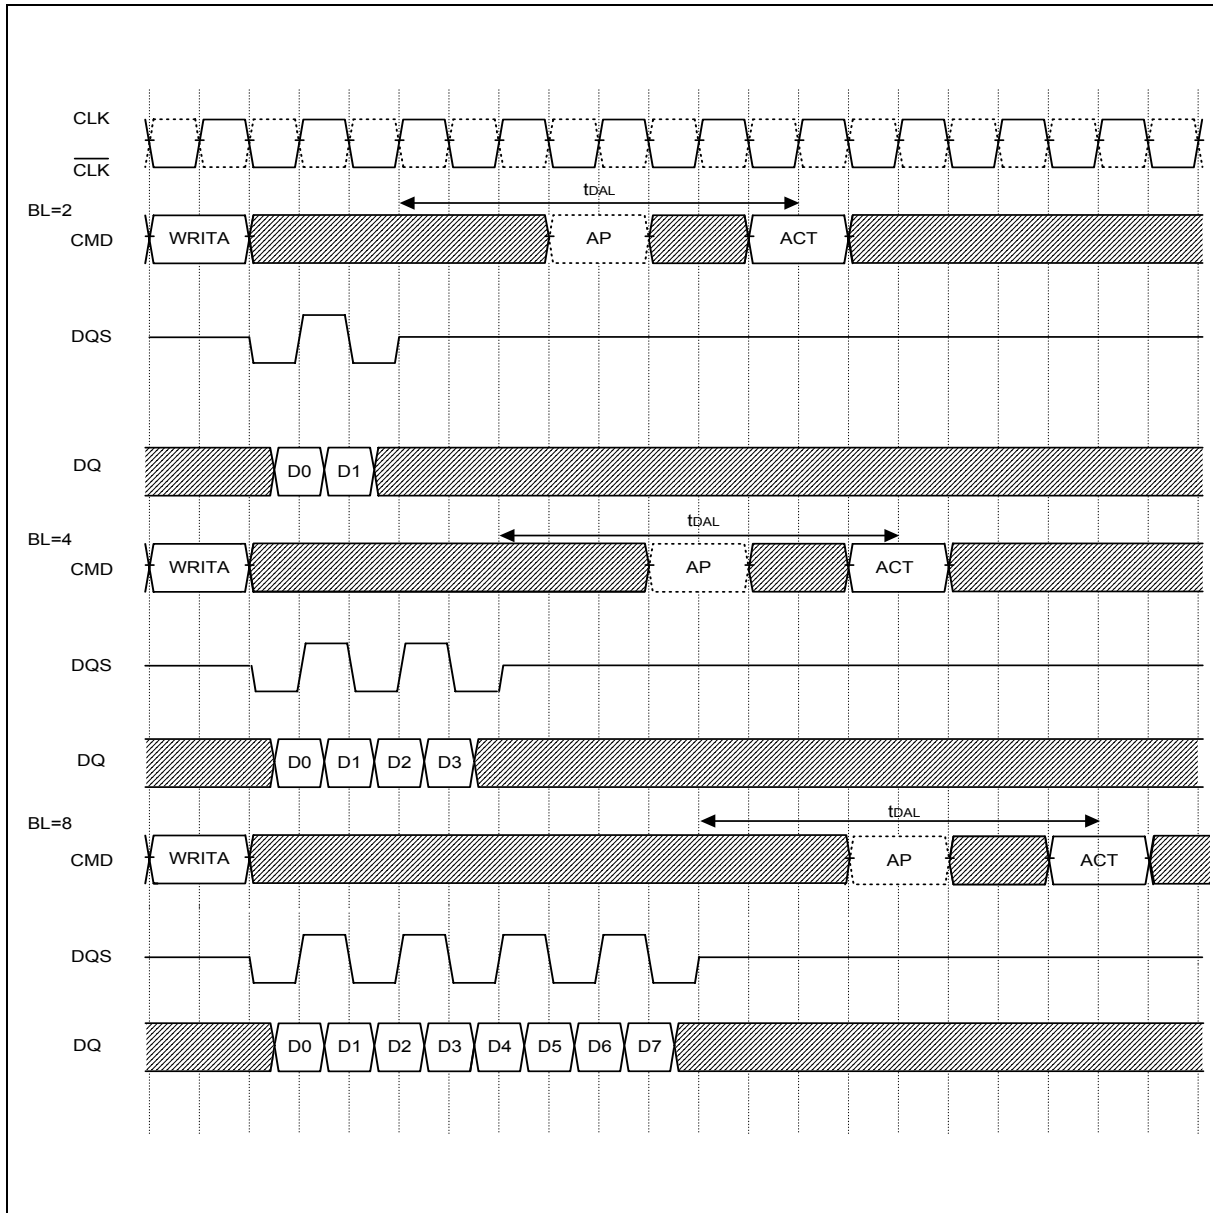 CLK
CLK
tDAL
BL=2
CMD WRITA AP ACT
DQS
DQ D0 D1
tDAL
BL=4
CMD WRITA AP ACT
DQS
DQ D0 D1 D2 D3
tDAL
BL=8
CMD WRITA AP ACT
DQS
DQ D0 D1 D2 D3 D4 D5 D6 D7